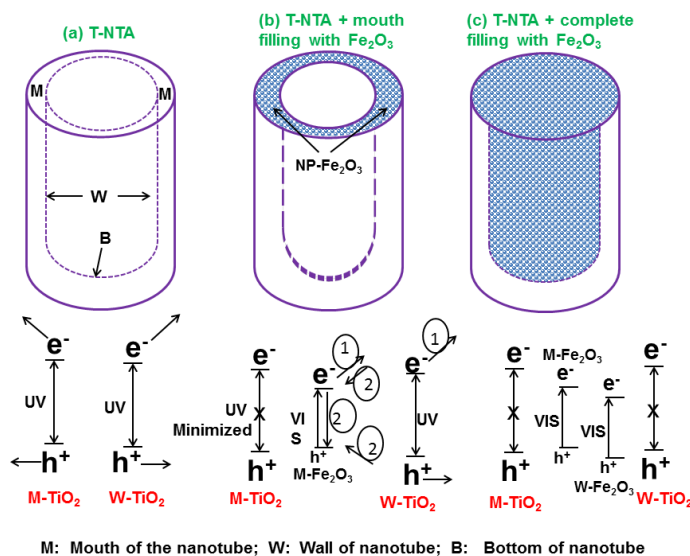 (a) T-NTA
(b) T-NTA + mouth
filling with Fe₂O₃
(c) T-NTA + complete
filling with Fe₂O₃
M
M
W
B
NP-Fe₂O₃
e⁻
e⁻
UV
UV
h⁺
h⁺
M-TiO₂
W-TiO₂
e⁻
UV
X
Minimized
h⁺
M-TiO₂
1
e⁻
2
VI
S
2
h⁺
2
M-Fe₂O₃
1
e⁻
UV
h⁺
W-TiO₂
e⁻
X
h⁺
M-TiO₂
M-Fe₂O₃
e⁻
VIS
h⁺
e⁻
VIS
h⁺
W-Fe₂O₃
e⁻
X
h⁺
W-TiO₂
M: Mouth of the nanotube; W: Wall of nanotube; B: Bottom of nanotube